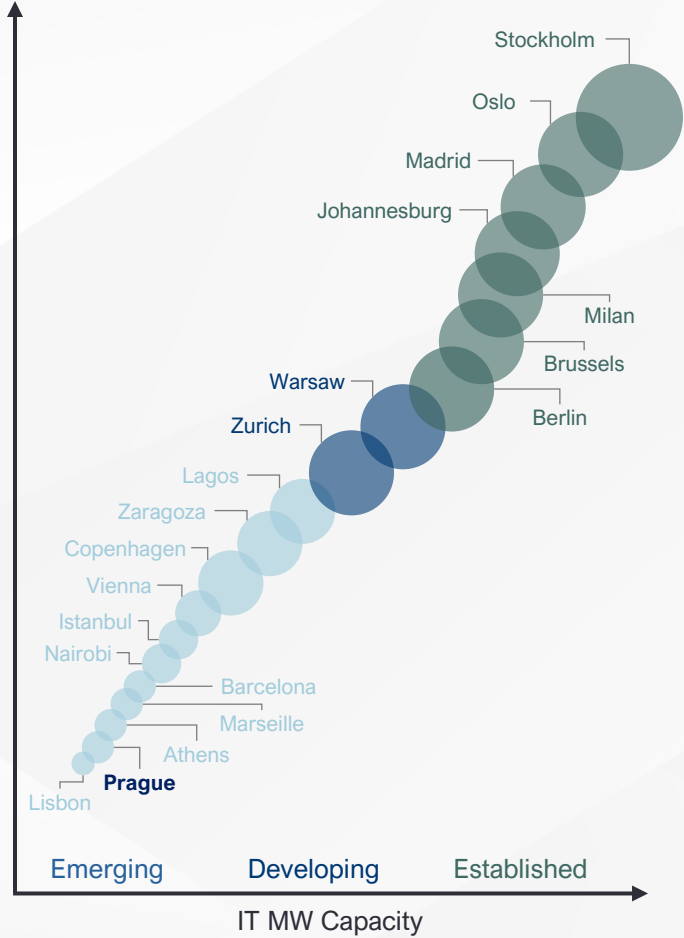 Stockholm
Oslo
Madrid
Johannesburg
Milan
Brussels
Warsaw
Berlin
Zurich
Lagos
Zaragoza
Copenhagen
Vienna
Istanbul
Nairobi
Barcelona
Marseille
Athens
Prague
Lisbon
Emerging
Developing
Established
IT MW Capacity